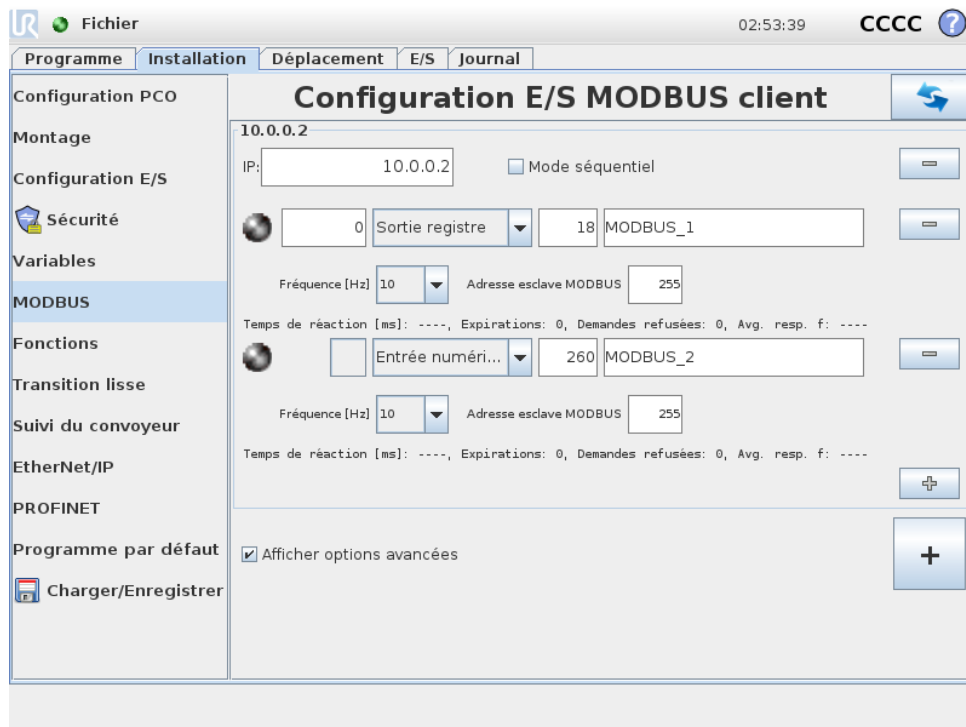 UR Fichier 02:53:39 CCCC ?
Programme Installation Déplacement E/S Journal
Configuration PCO
Montage
Configuration E/S
Sécurité
Variables
MODBUS
Fonctions
Transition lisse
Suivi du convoyeur
EtherNet/IP
PROFINET
Programme par défaut
Charger/Enregistrer
Configuration E/S MODBUS client
10.0.0.2
IP: 10.0.0.2 Mode séquentiel
0 Sortie registre 18 MODBUS_1
Fréquence [Hz] 10 Adresse esclave MODBUS 255
Temps de réaction [ms]: ----, Expirations: 0, Demandes refusées: 0, Avg. resp. f: ----
Entrée numéri... 260 MODBUS_2
Fréquence [Hz] 10 Adresse esclave MODBUS 255
Temps de réaction [ms]: ----, Expirations: 0, Demandes refusées: 0, Avg. resp. f: ----
Afficher options avancées